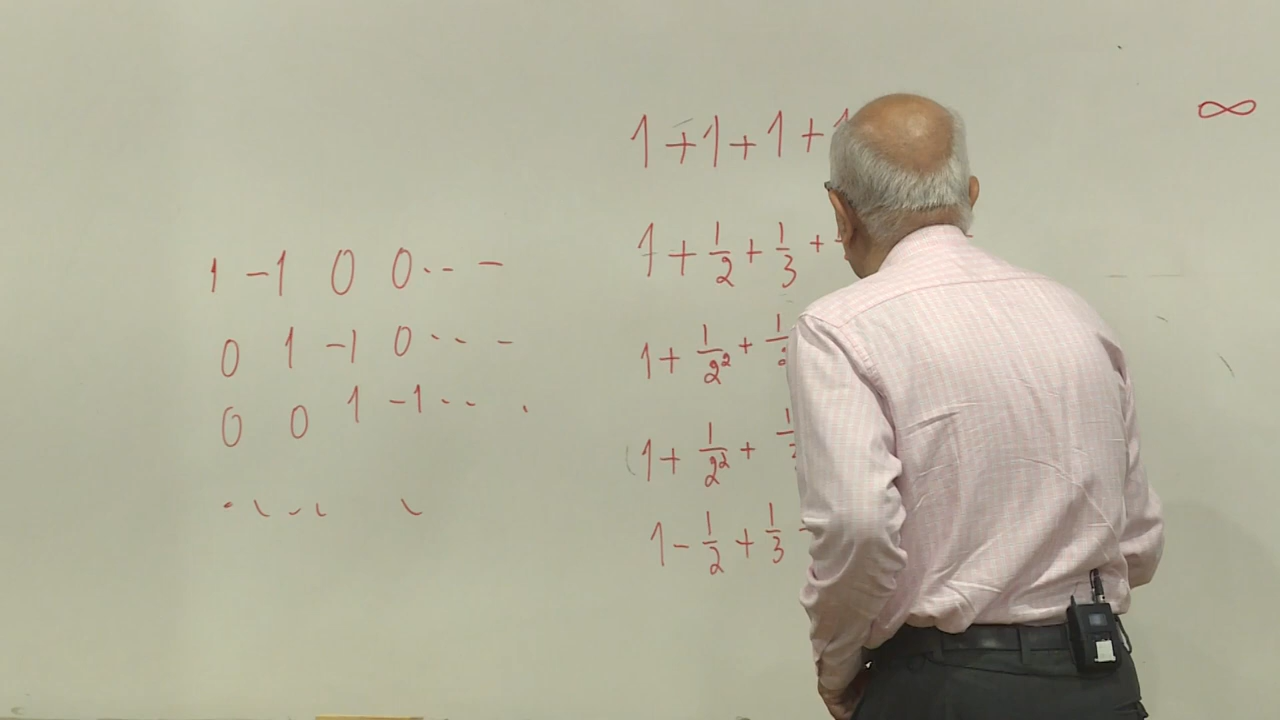 1 -1 0 0 ...
0 1 -1 0 ...
0 0 1 -1 ...
1 + 1 + 1 + 1
1 + 1/2 + 1/3 +
1 + 1/2² +
1 + 1/2² +
1 - 1/2 + 1/3
∞